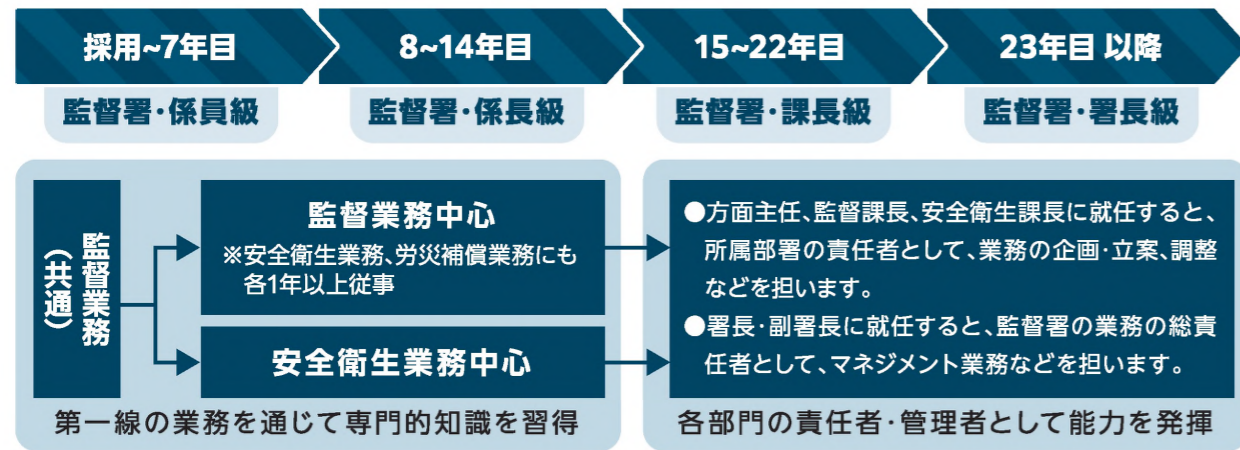 採用~7年目
8~14年目
15~22年目
23年目 以降
監督署・係員級
監督署・係長級
監督署・課長級
監督署・署長級
監督業務
（共通）
監督業務中心
※安全衛生業務、労災補償業務にも
各1年以上従事
安全衛生業務中心
第一線の業務を通じて専門的知識を習得
●方面主任、監督課長、安全衛生課長に就任すると、
所属部署の責任者として、業務の企画・立案、調整
などを担います。
●署長・副署長に就任すると、監督署の業務の総責
任者として、マネジメント業務などを担います。
各部門の責任者・管理者として能力を発揮